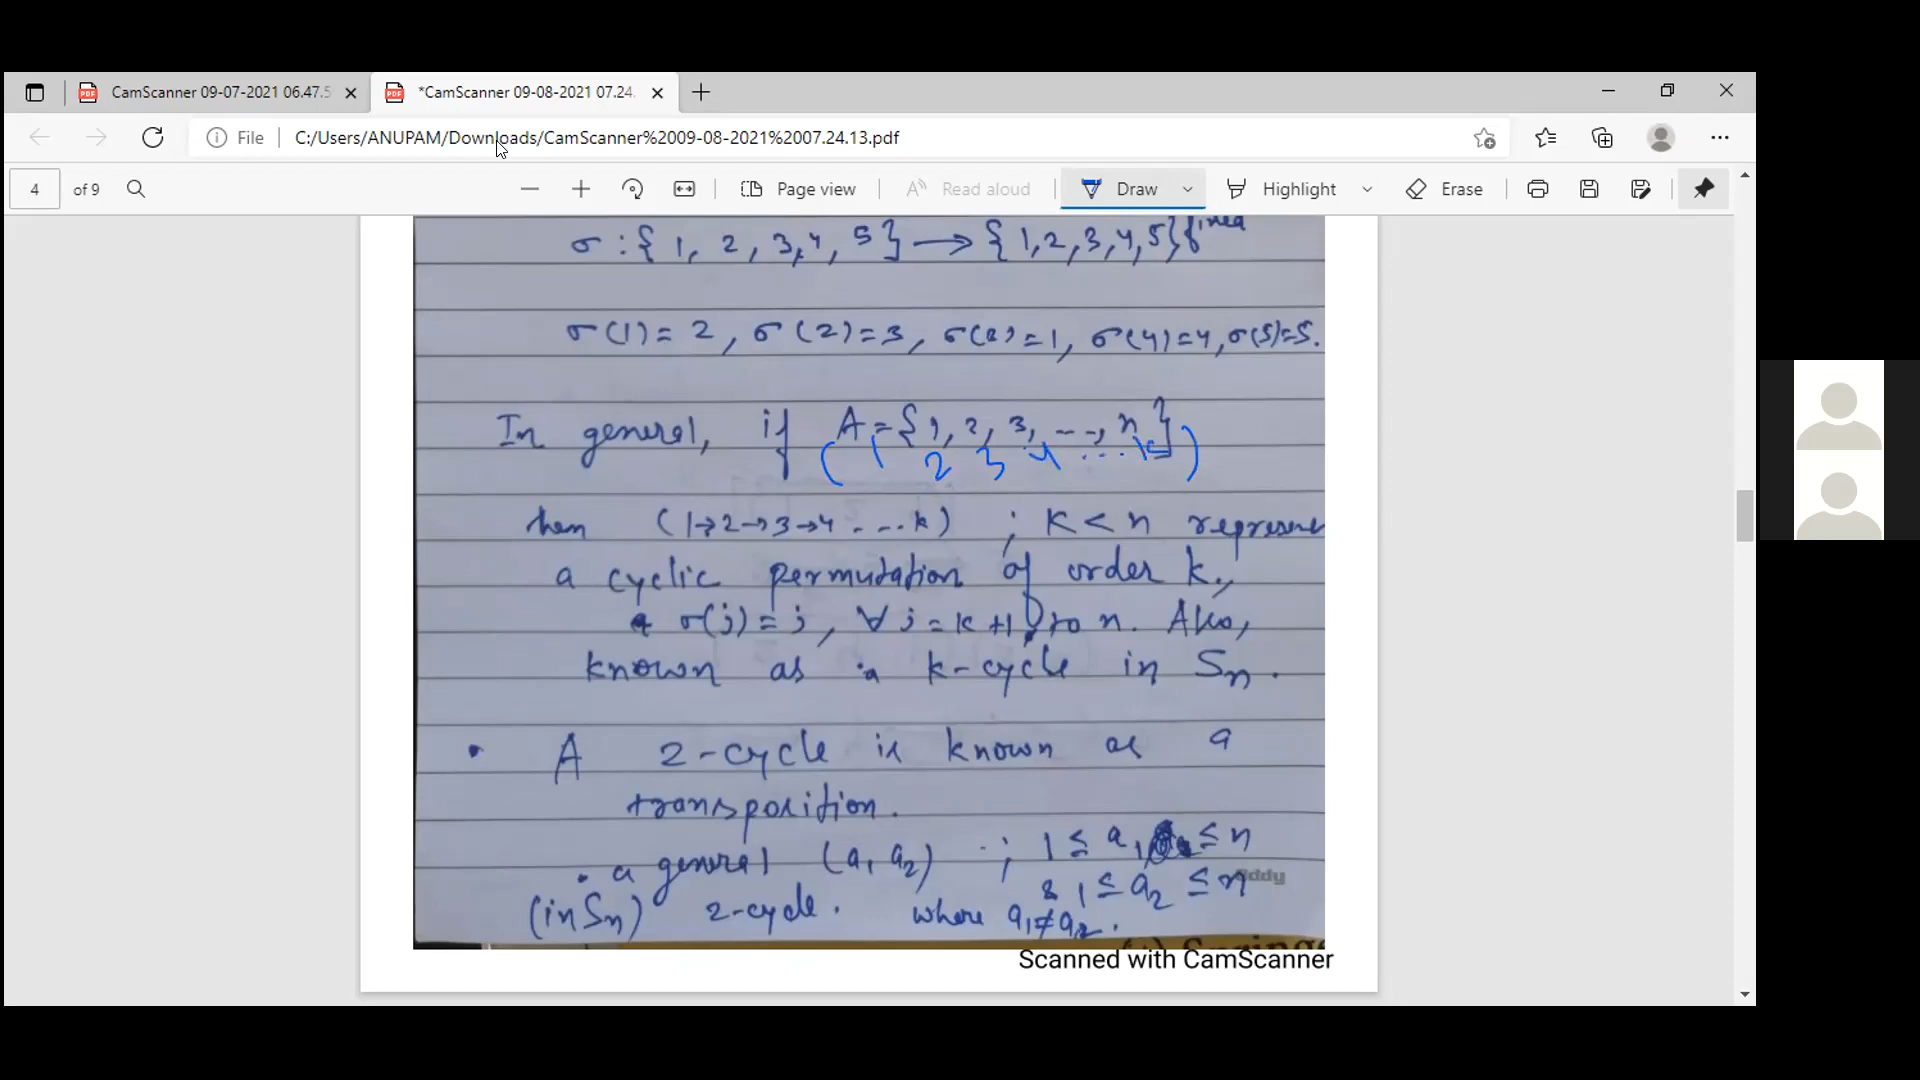 CamScanner 09-07-2021 06.47.5
*CamScanner 09-08-2021 07.24.
File
C:/Users/ANUPAM/Downloads/CamScanner%2009-08-2021%2007.24.13.pdf
4 of 9
Page view
Read aloud
Draw
Highlight
Erase
σ : { 1, 2, 3, 4, 5 } → { 1,2,3,4,5 }
σ(1) = 2, σ(2) = 3, σ(3) = 1, σ(4) = 4, σ(5) = 5.
In general, if A = { 1, 2, 3, ---, n }
( 1 2 3 4 ... k )
then (1→2→3→4 - ..k) ; k < n represent
a cyclic permutation of order k.,
σ(j) = j, ∀ j = k+1 to n. Also,
known as a k-cycle in Sn.
• A 2-cycle is known as a
transposition.
• a general (a1 a2) ; 1 ≤ a1 ≤ n
& 1 ≤ a2 ≤ n
(in Sn) 2-cycle. where a1 ≠ a2.
Scanned with CamScanner